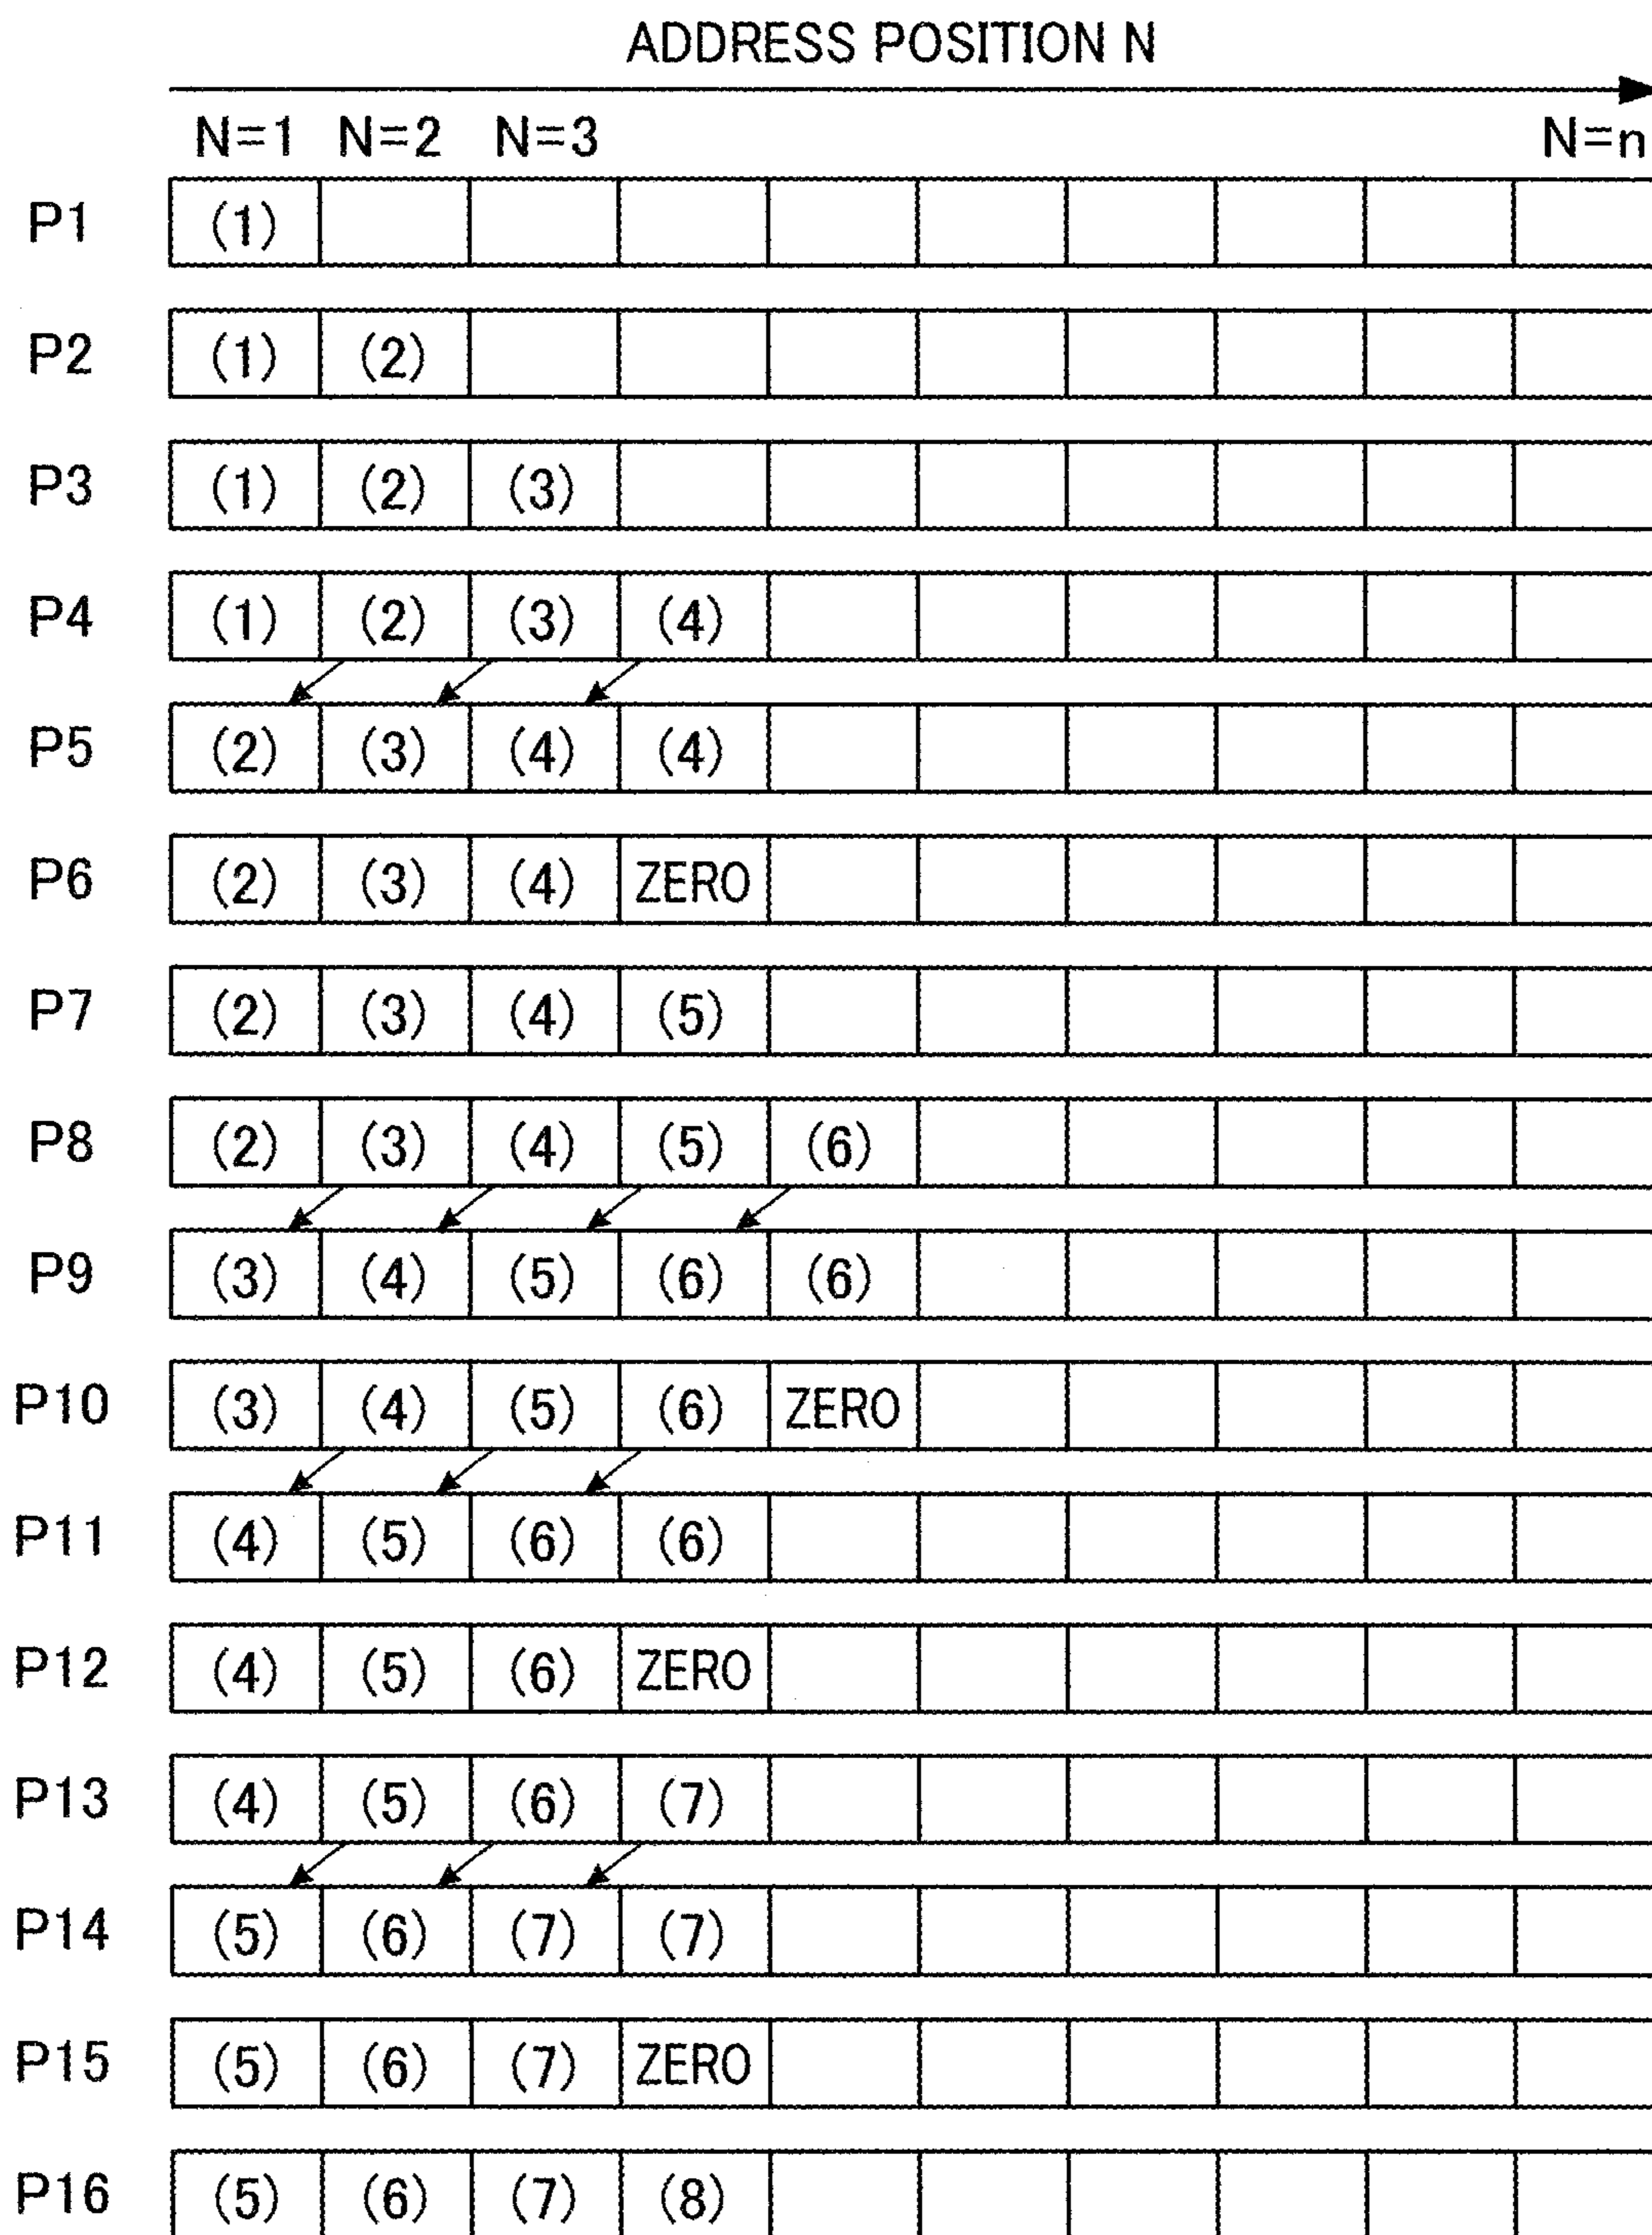 ADDRESS POSITION N
N=1 N=2 N=3 N=n
P1 (1)
P2 (1) (2)
P3 (1) (2) (3)
P4 (1) (2) (3) (4)
P5 (2) (3) (4) (4)
P6 (2) (3) (4) ZERO
P7 (2) (3) (4) (5)
P8 (2) (3) (4) (5) (6)
P9 (3) (4) (5) (6) (6)
P10 (3) (4) (5) (6) ZERO
P11 (4) (5) (6) (6)
P12 (4) (5) (6) ZERO
P13 (4) (5) (6) (7)
P14 (5) (6) (7) (7)
P15 (5) (6) (7) ZERO
P16 (5) (6) (7) (8)